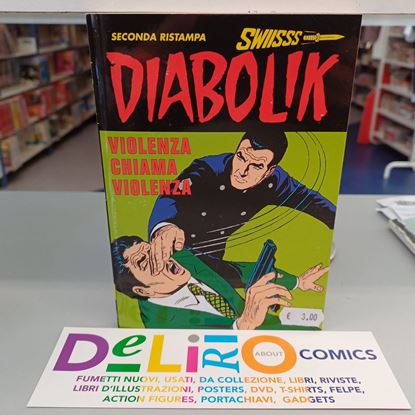 SECONDA RISTAMPA
SWIISSS
DIABOLIK
VIOLENZA
CHIAMA
VIOLENZA
€ 3,00
DeLiRiO ABOUT COMICS
FUMETTI NUOVI, USATI, DA COLLEZIONE, LIBRI, RIVISTE,
LIBRI D'ILLUSTRAZIONI, POSTERS, DVD, T-SHIRTS, FELPE,
ACTION FIGURES, PORTACHIAVI, GADGETS